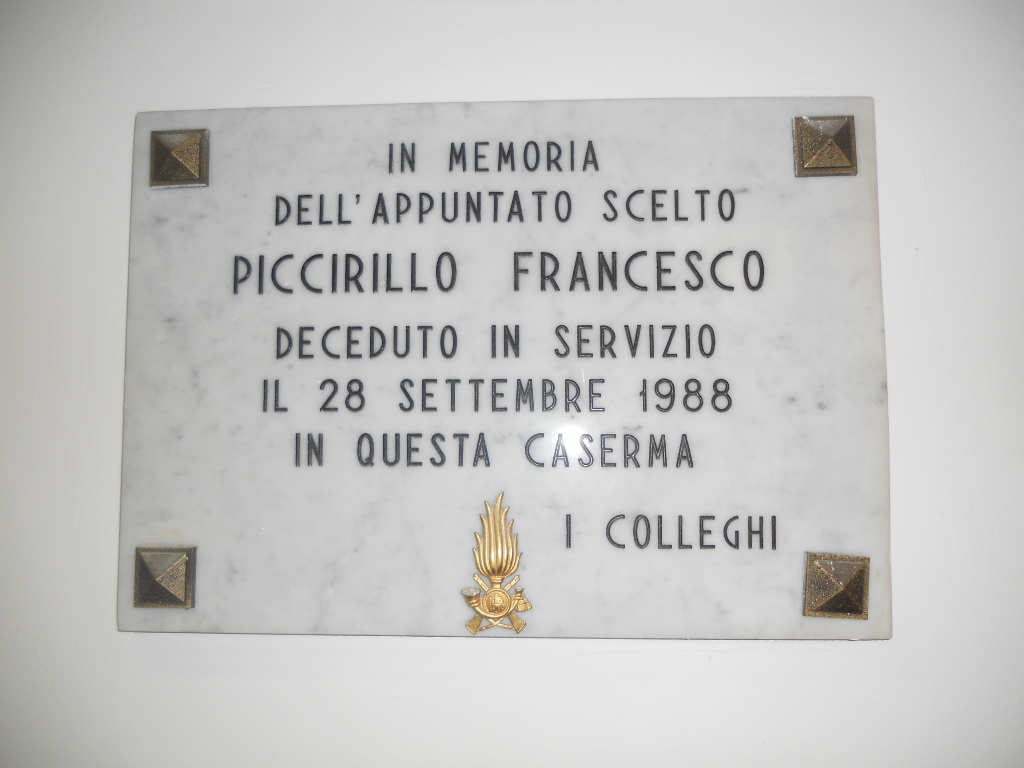 IN MEMORIA
DELL'APPUNTATO SCELTO
PICCIRILLO FRANCESCO
DECEDUTO IN SERVIZIO
IL 28 SETTEMBRE 1988
IN QUESTA CASERMA
I COLLEGHI